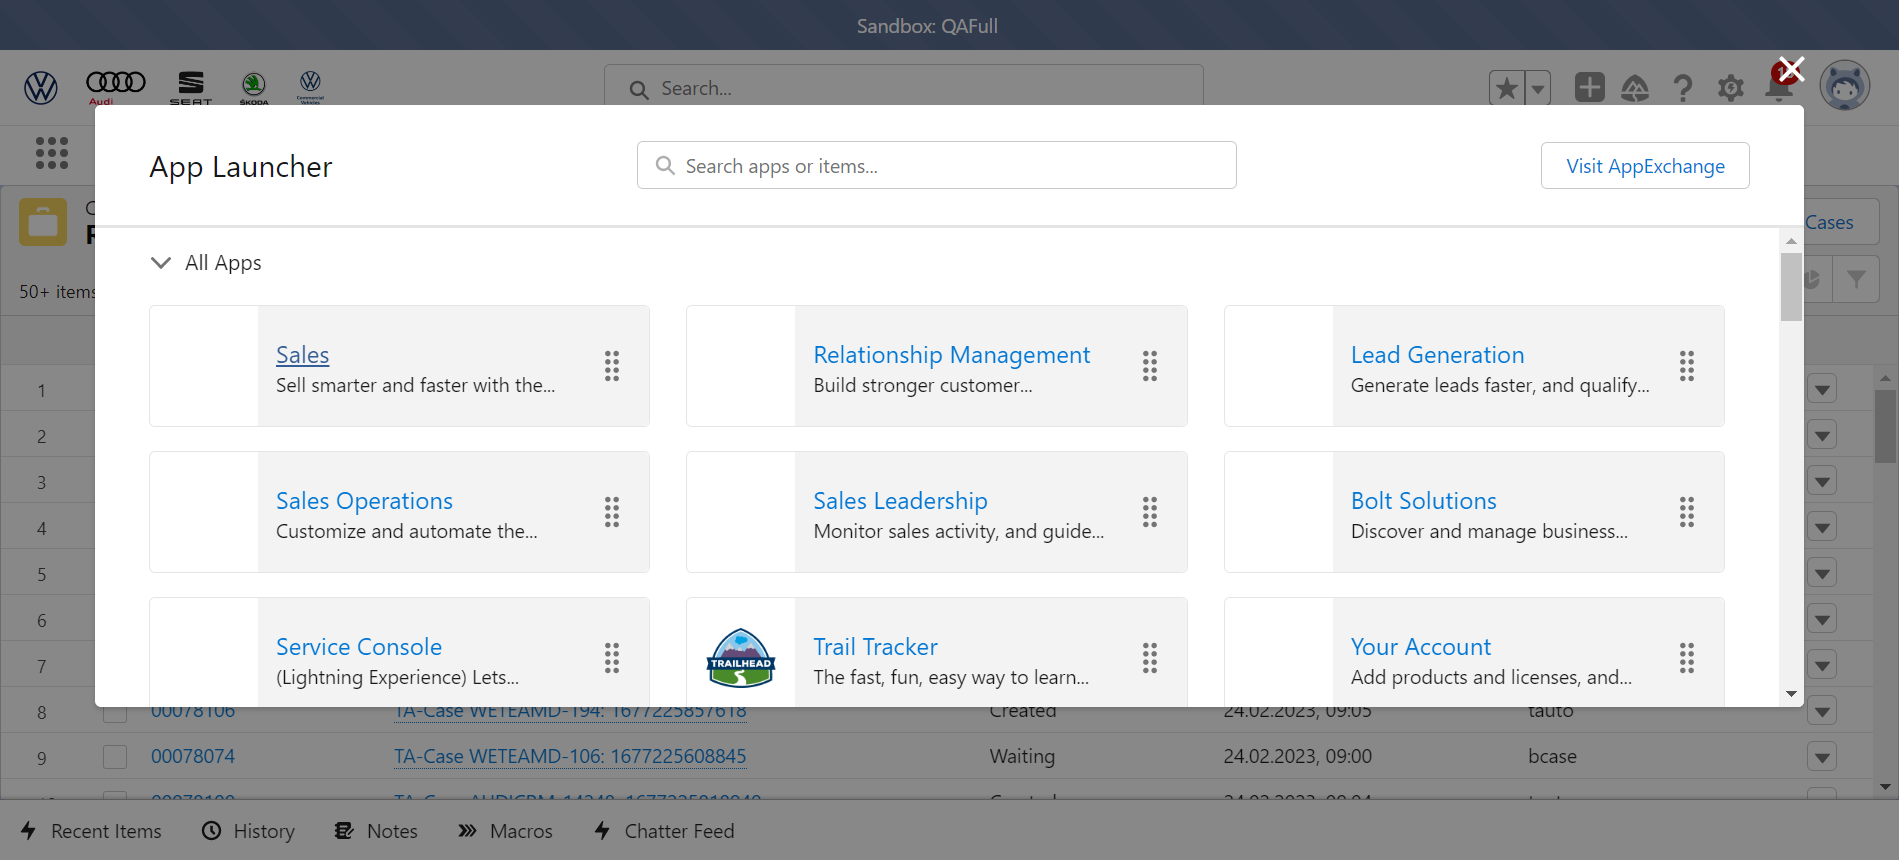 Sandbox: QAFull
Audi
SEAT
ŠKODA
Commercial
Vehicles
Search...
App Launcher
Search apps or items...
Visit AppExchange
Cases
50+ items
All Apps
Sales
Sell smarter and faster with the...
Relationship Management
Build stronger customer...
Lead Generation
Generate leads faster, and qualify...
Sales Operations
Customize and automate the...
Sales Leadership
Monitor sales activity, and guide...
Bolt Solutions
Discover and manage business...
Service Console
(Lightning Experience) Lets...
TRAILHEAD
Trail Tracker
The fast, fun, easy way to learn...
Your Account
Add products and licenses, and...
1
2
3
4
5
6
7
8 00078106 TA-Case WETEAMD-194: 1677225857618 Created 24.02.2023, 09:05 tauto
9 00078074 TA-Case WETEAMD-106: 1677225608845 Waiting 24.02.2023, 09:00 bcase
Recent Items History Notes Macros Chatter Feed